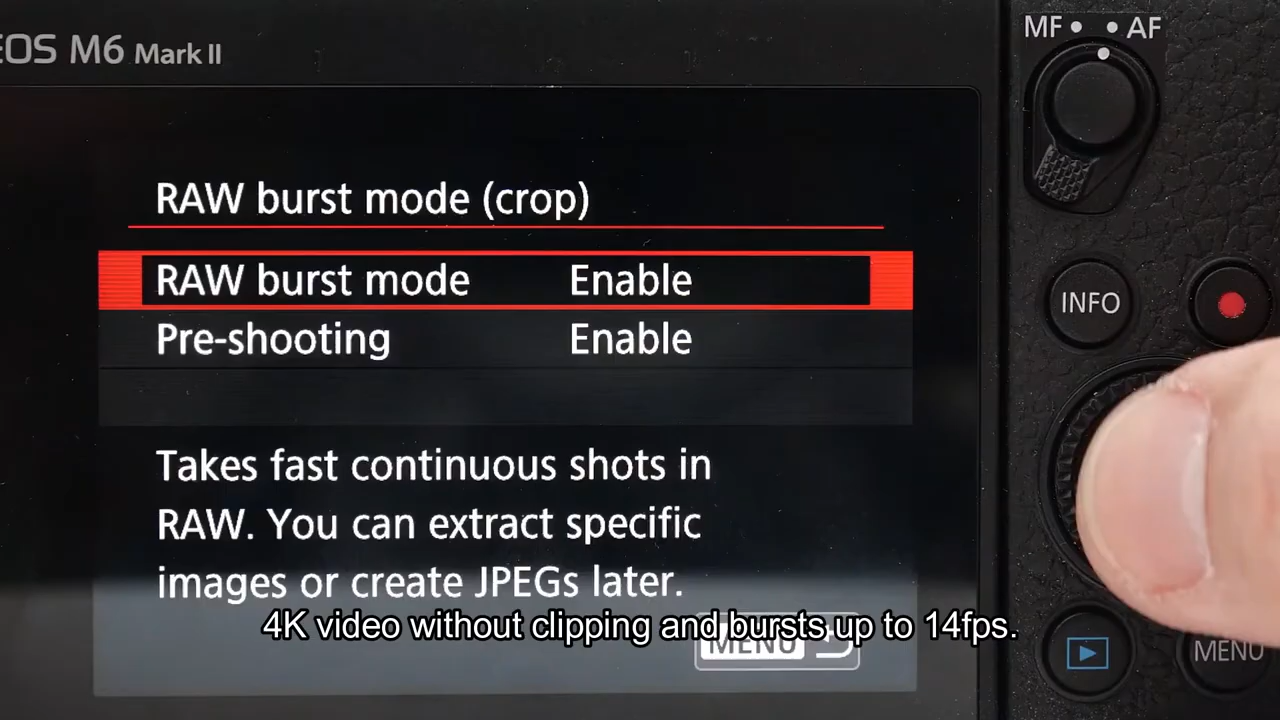 EOS M6 Mark II
MF AF
RAW burst mode (crop)
RAW burst mode Enable
INFO
Pre-shooting Enable
Takes fast continuous shots in
RAW. You can extract specific
images or create JPEGs later.
4K video without clipping and bursts up to 14fps.
MENU
MENU